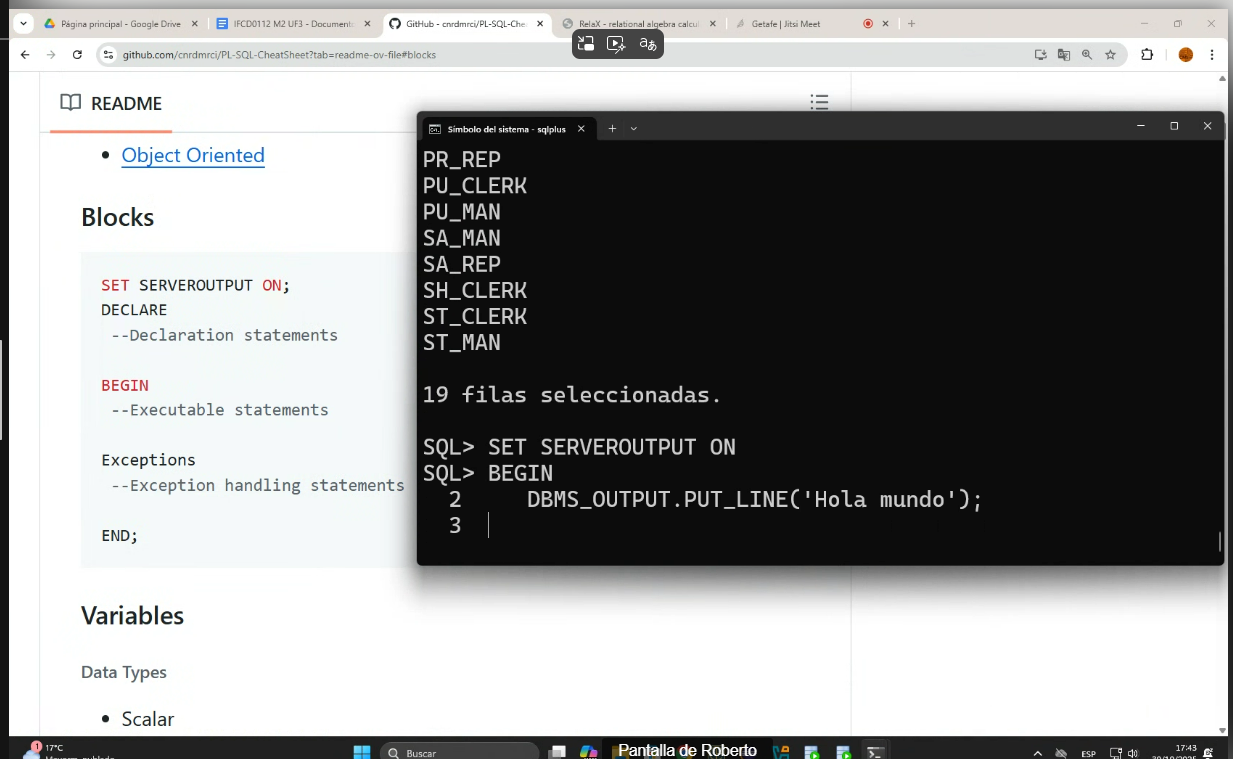 Página principal - Google Drive
IFCD0112 M2 UF3 - Document
GitHub - cnrdmrci/PL-SQL-Che
RelaX - relational algebra calcu
Getafe | Jitsi Meet
github.com/cnrdmrci/PL-SQL-CheatSheet?tab=readme-ov-file#blocks
README
Object Oriented
Blocks
SET SERVEROUTPUT ON;
DECLARE
--Declaration statements
BEGIN
--Executable statements
Exceptions
--Exception handling statements
END;
Variables
Data Types
Scalar
Símbolo del sistema - sqlplus
PR_REP
PU_CLERK
PU_MAN
SA_MAN
SA_REP
SH_CLERK
ST_CLERK
ST_MAN
19 filas seleccionadas.
SQL> SET SERVEROUTPUT ON
SQL> BEGIN
2 DBMS_OUTPUT.PUT_LINE('Hola mundo');
3
1
17°C
Buscar
Pantalla de Roberto
ESP
17:43